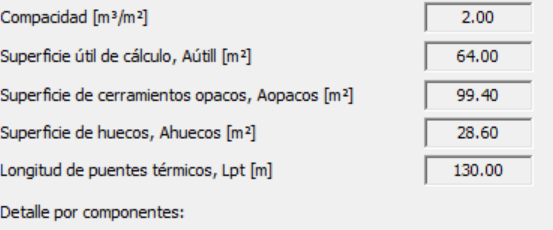 Compacidad [m³/m²] 2.00
Superficie útil de cálculo, Aútill [m²] 64.00
Superficie de cerramientos opacos, Aopacos [m²] 99.40
Superficie de huecos, Ahuecos [m²] 28.60
Longitud de puentes térmicos, Lpt [m] 130.00
Detalle por componentes: